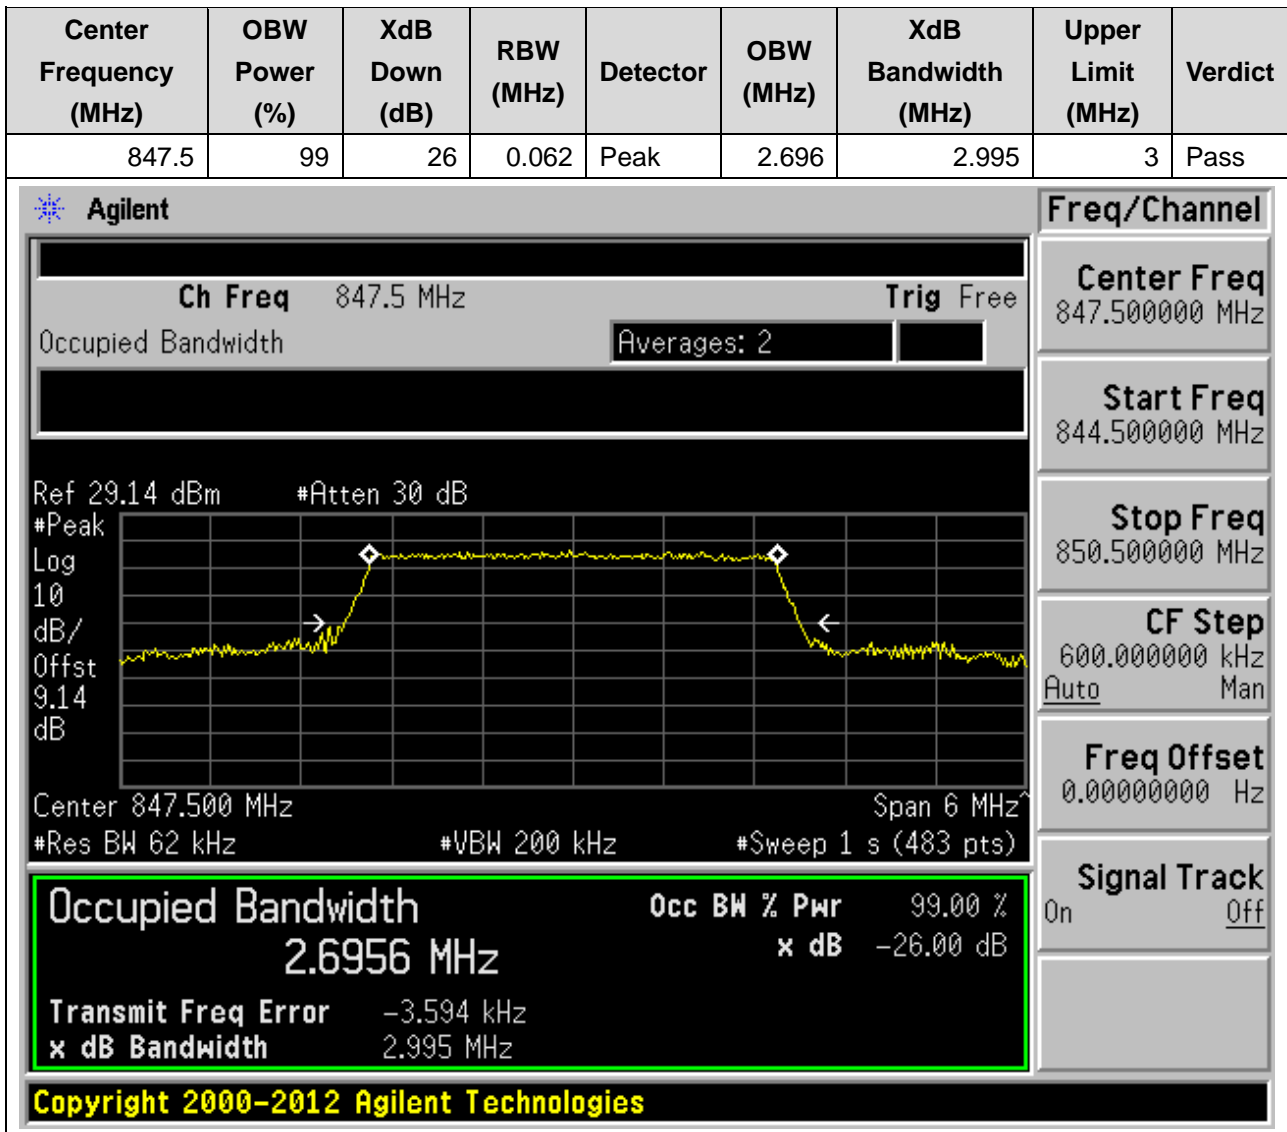 Center Frequency (MHz) OBW Power (%) XdB Down (dB) RBW (MHz) Detector OBW (MHz) XdB Bandwidth (MHz) Upper Limit (MHz) Verdict
847.5 99 26 0.062 Peak 2.696 2.995 3 Pass
Agilent
Ch Freq 847.5 MHz Trig Free
Occupied Bandwidth Averages: 2
Ref 29.14 dBm #Atten 30 dB
#Peak
Log
10
dB/
Offst
9.14
dB
Center 847.500 MHz Span 6 MHz^
#Res BW 62 kHz #VBW 200 kHz #Sweep 1 s (483 pts)
Occupied Bandwidth Occ BW % Pwr 99.00 %
2.6956 MHz x dB -26.00 dB
Transmit Freq Error -3.594 kHz
x dB Bandwidth 2.995 MHz
Copyright 2000-2012 Agilent Technologies
Freq/Channel
Center Freq
847.500000 MHz
Start Freq
844.500000 MHz
Stop Freq
850.500000 MHz
CF Step
600.000000 kHz
Auto Man
Freq Offset
0.00000000 Hz
Signal Track
On Off